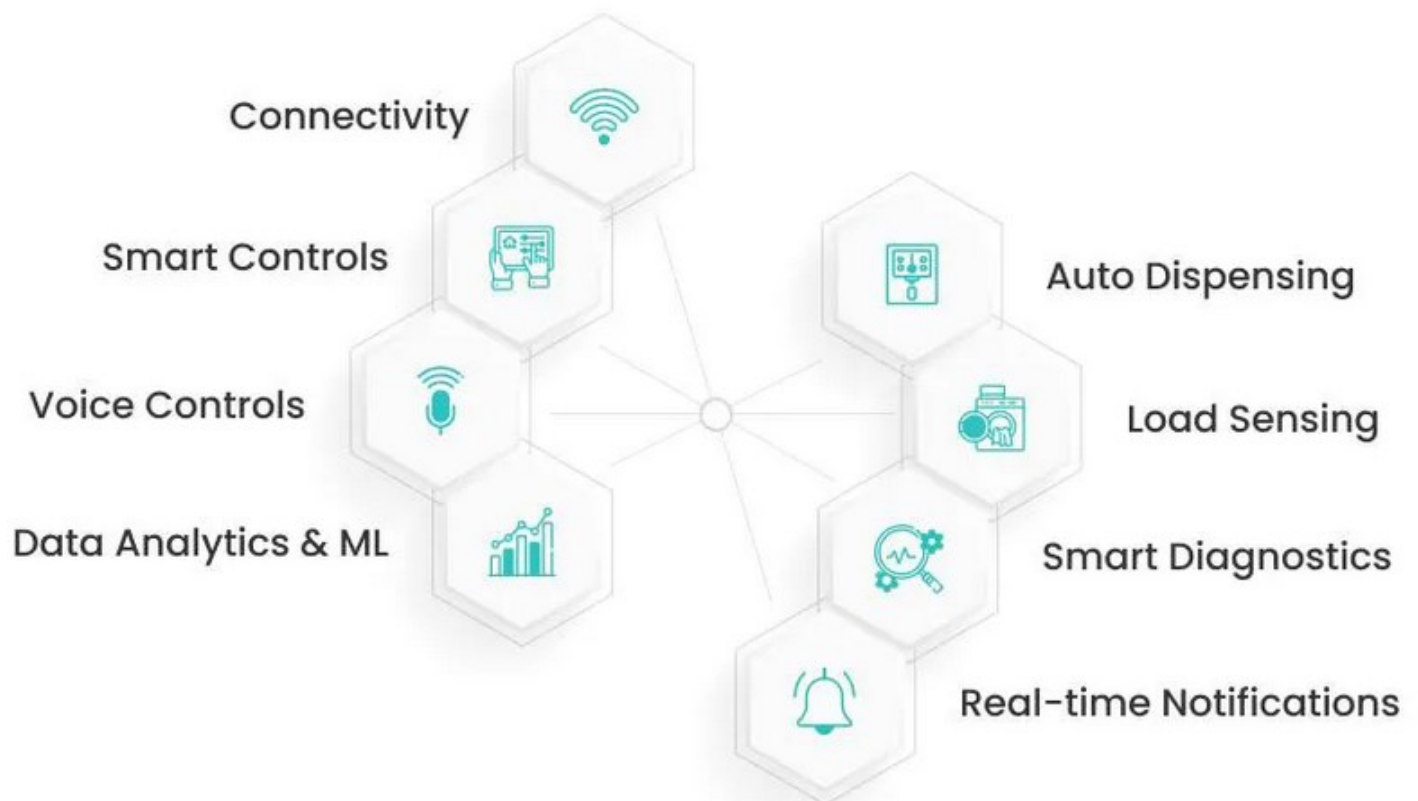 Connectivity
Smart Controls
Voice Controls
Data Analytics & ML
Auto Dispensing
Load Sensing
Smart Diagnostics
Real-time Notifications